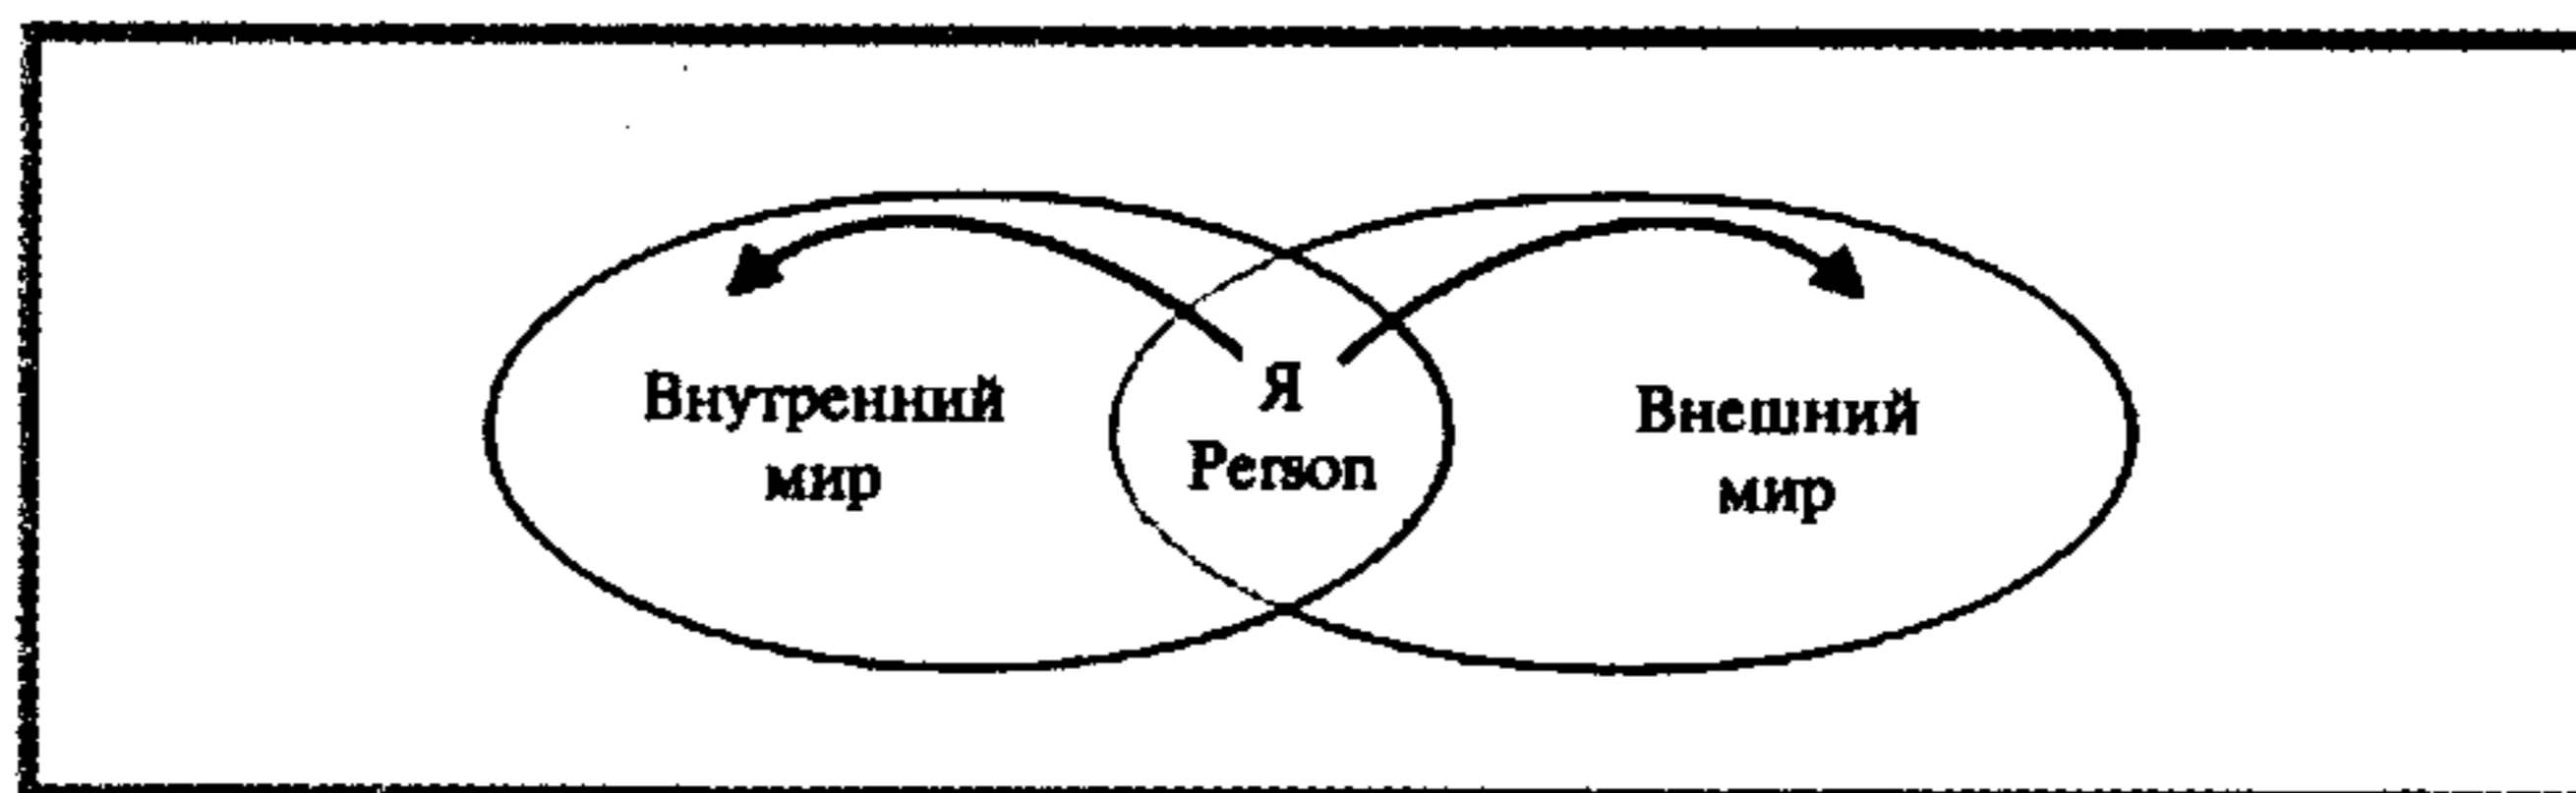 Внутренний
мир
Я
Person
Внешний
мир